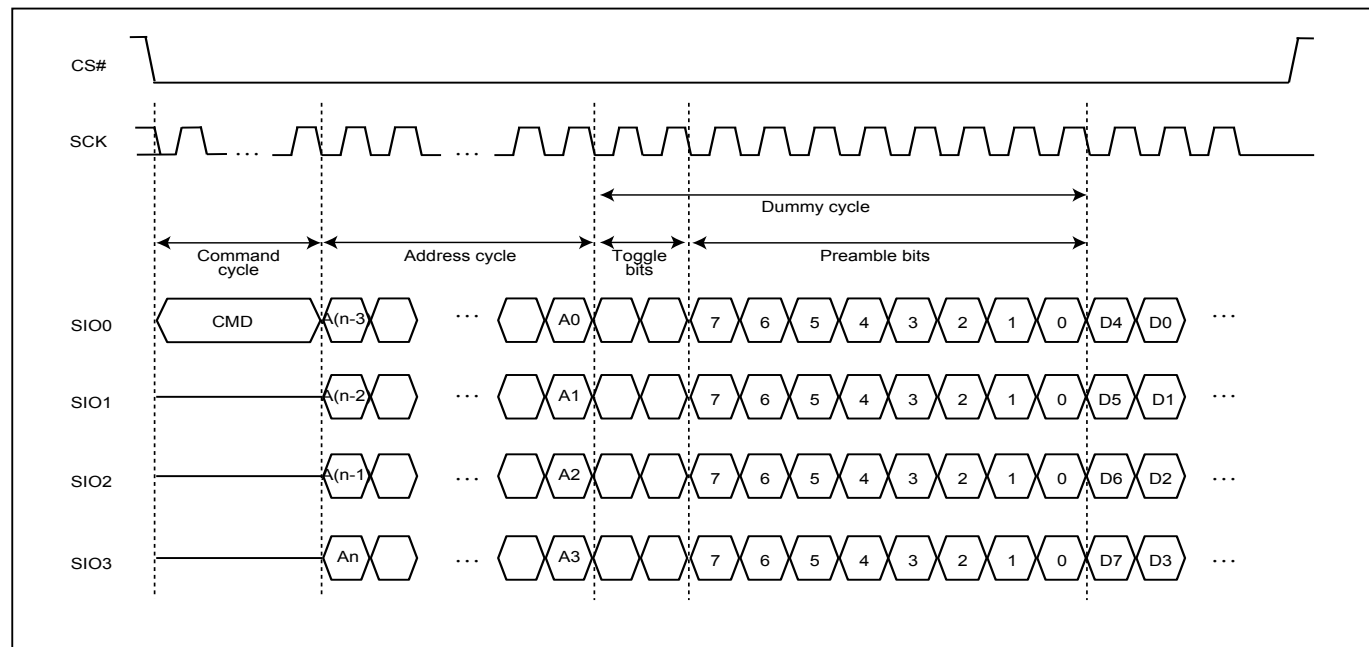 CS#
SCK ... ...
Dummy cycle
Command cycle Address cycle Toggle bits Preamble bits
SIO0 CMD A(n-3) ... A0 7 6 5 4 3 2 1 0 D4 D0 ...
SIO1 A(n-2) ... A1 7 6 5 4 3 2 1 0 D5 D1 ...
SIO2 A(n-1) ... A2 7 6 5 4 3 2 1 0 D6 D2 ...
SIO3 An ... A3 7 6 5 4 3 2 1 0 D7 D3 ...